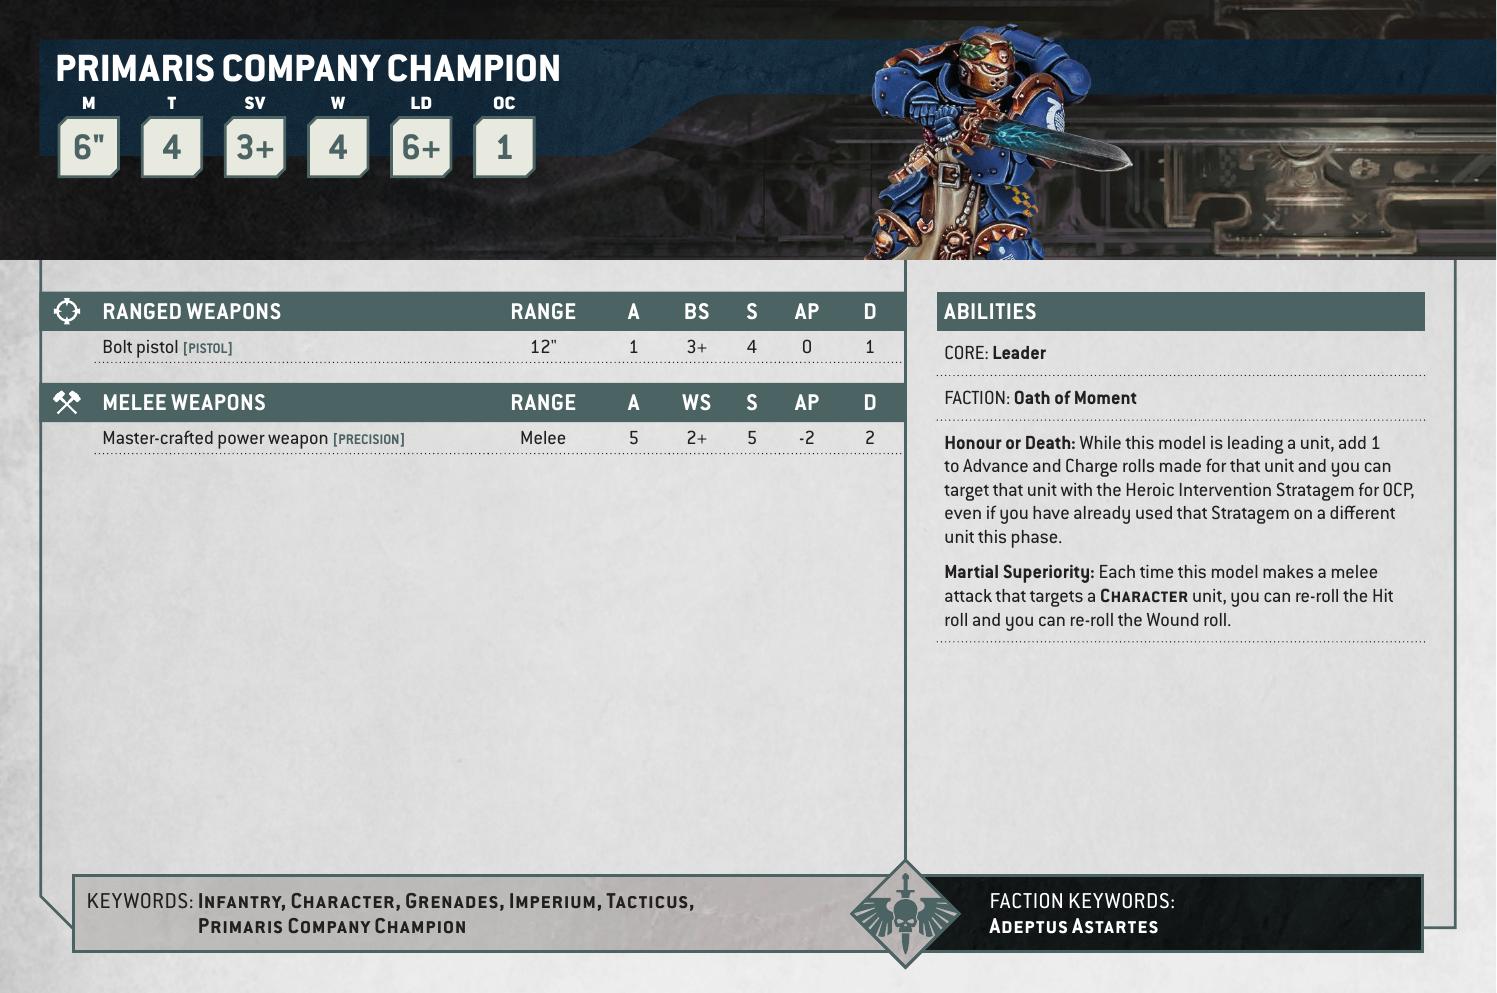 PRIMARIS COMPANY CHAMPION
M T SV W LD OC
6" 4 3+ 4 6+ 1
RANGED WEAPONS RANGE A BS S AP D
Bolt pistol [PISTOL] 12" 1 3+ 4 0 1
MELEE WEAPONS RANGE A WS S AP D
Master-crafted power weapon [PRECISION] Melee 5 2+ 5 -2 2
ABILITIES
CORE: Leader
FACTION: Oath of Moment
Honour or Death: While this model is leading a unit, add 1
to Advance and Charge rolls made for that unit and you can
target that unit with the Heroic Intervention Stratagem for 0CP,
even if you have already used that Stratagem on a different
unit this phase.
Martial Superiority: Each time this model makes a melee
attack that targets a CHARACTER unit, you can re-roll the Hit
roll and you can re-roll the Wound roll.
KEYWORDS: INFANTRY, CHARACTER, GRENADES, IMPERIUM, TACTICUS,
PRIMARIS COMPANY CHAMPION
FACTION KEYWORDS:
ADEPTUS ASTARTES